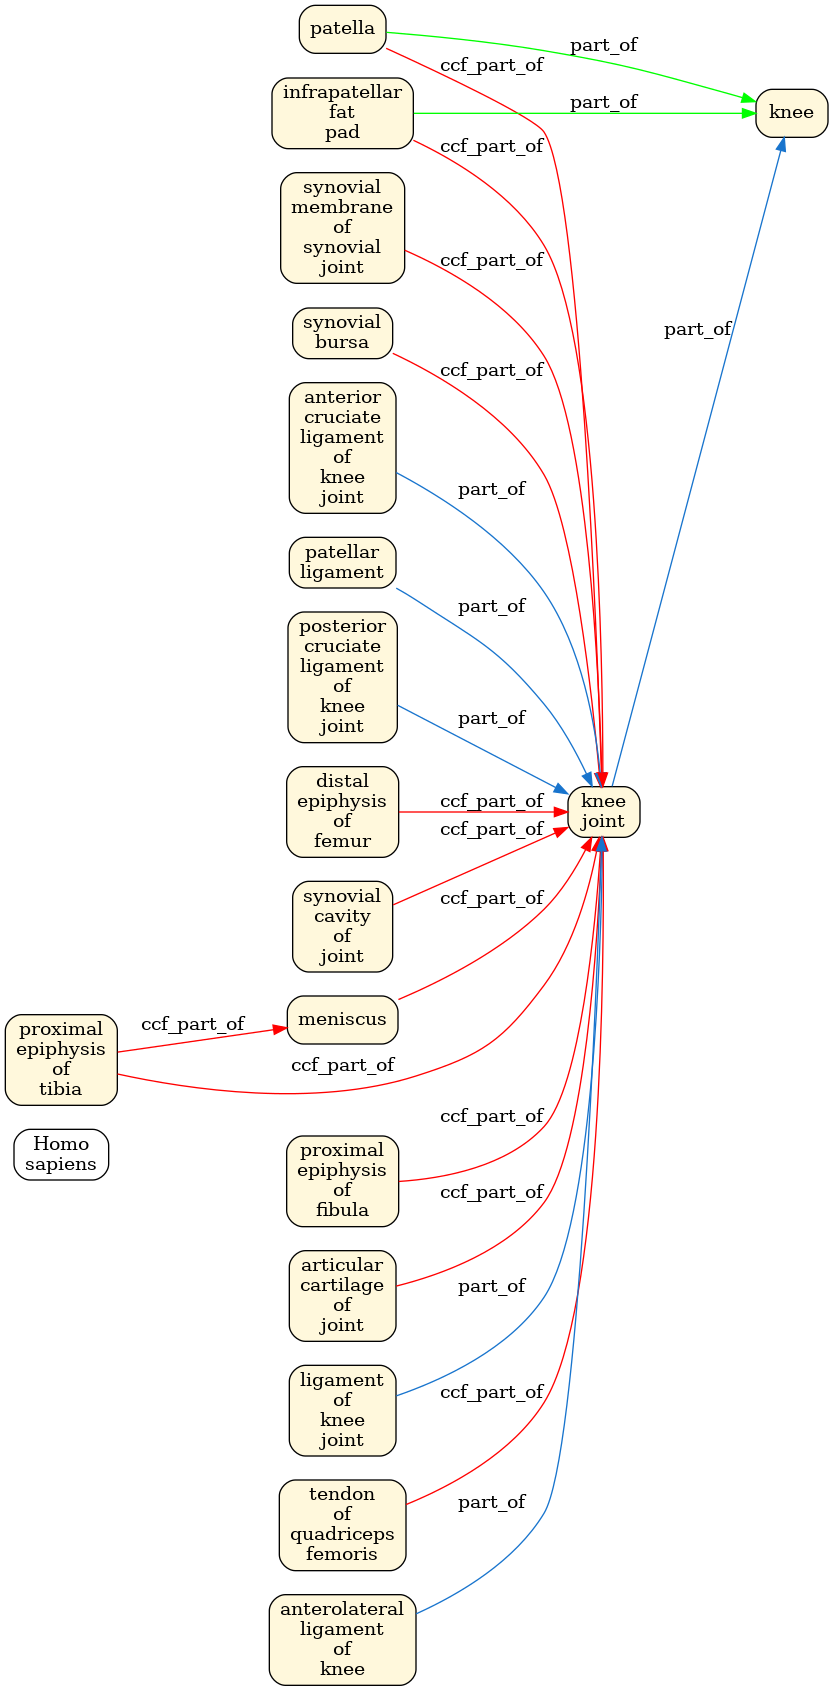 patella
part_of
ccf_part_of
infrapatellar
fat
pad
part_of
knee
ccf_part_of
synovial
membrane
of
synovial
joint
ccf_part_of
synovial
bursa
part_of
ccf_part_of
anterior
cruciate
ligament
of
knee
joint
part_of
patellar
ligament
part_of
posterior
cruciate
ligament
of
knee
joint
part_of
distal
epiphysis
of
femur
ccf_part_of
knee
joint
ccf_part_of
synovial
cavity
of
joint
ccf_part_of
meniscus
proximal
epiphysis
of
tibia
ccf_part_of
ccf_part_of
Homo
sapiens
ccf_part_of
proximal
epiphysis
of
fibula
ccf_part_of
articular
cartilage
of
joint
part_of
ligament
of
knee
joint
ccf_part_of
tendon
of
quadriceps
femoris
part_of
anterolateral
ligament
of
knee